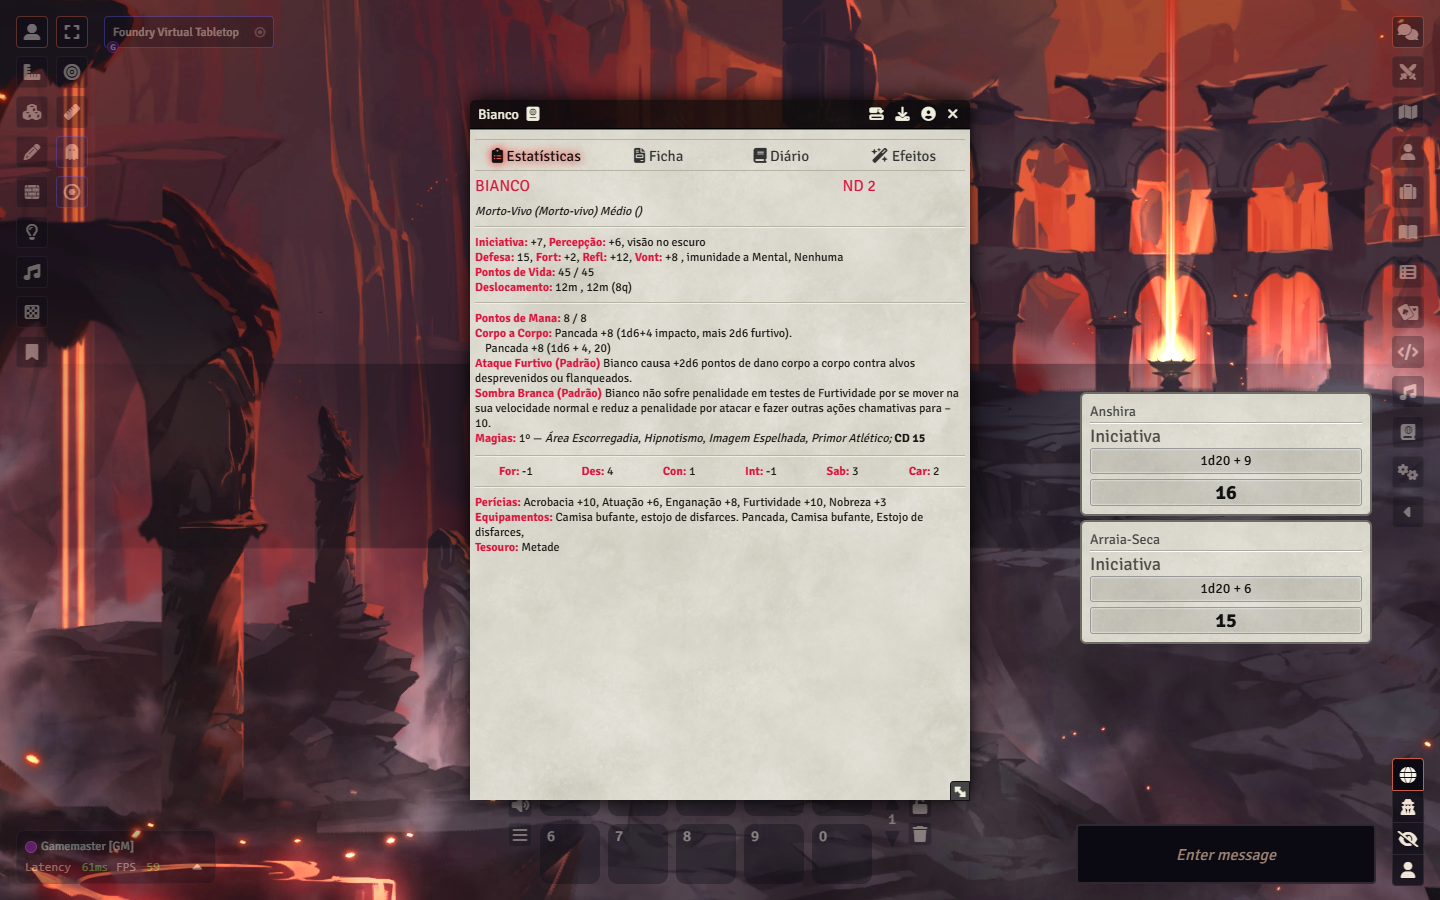 Foundry Virtual Tabletop
G
Bianco
Estatísticas
Ficha
Diário
Efeitos
BIANCO
ND 2
Morto-Vivo (Morto-vivo) Médio ()
Iniciativa: +7, Percepção: +6, visão no escuro
Defesa: 15, Fort: +2, Refl: +12, Vont: +8 , imunidade a Mental, Nenhuma
Pontos de Vida: 45 / 45
Deslocamento: 12m , 12m (8q)
Pontos de Mana: 8 / 8
Corpo a Corpo: Pancada +8 (1d6+4 impacto, mais 2d6 furtivo).
Pancada +8 (1d6 + 4, 20)
Ataque Furtivo (Padrão) Bianco causa +2d6 pontos de dano corpo a corpo contra alvos
desprevenidos ou flanqueados.
Sombra Branca (Padrão) Bianco não sofre penalidade em testes de Furtividade por se mover na
sua velocidade normal e reduz a penalidade por atacar e fazer outras ações chamativas para –
10.
Magias: 1º — Área Escorregadia, Hipnotismo, Imagem Espelhada, Primor Atlético; CD 15
For: -1
Des: 4
Con: 1
Int: -1
Sab: 3
Car: 2
Perícias: Acrobacia +10, Atuação +6, Enganação +8, Furtividade +10, Nobreza +3
Equipamentos: Camisa bufante, estojo de disfarces. Pancada, Camisa bufante, Estojo de
disfarces,
Tesouro: Metade
Anshira
Iniciativa
1d20 + 9
16
Arraia-Seca
Iniciativa
1d20 + 6
15
Enter message
Gamemaster [GM]
Latency 61ms FPS 59
6
7
8
9
0
1